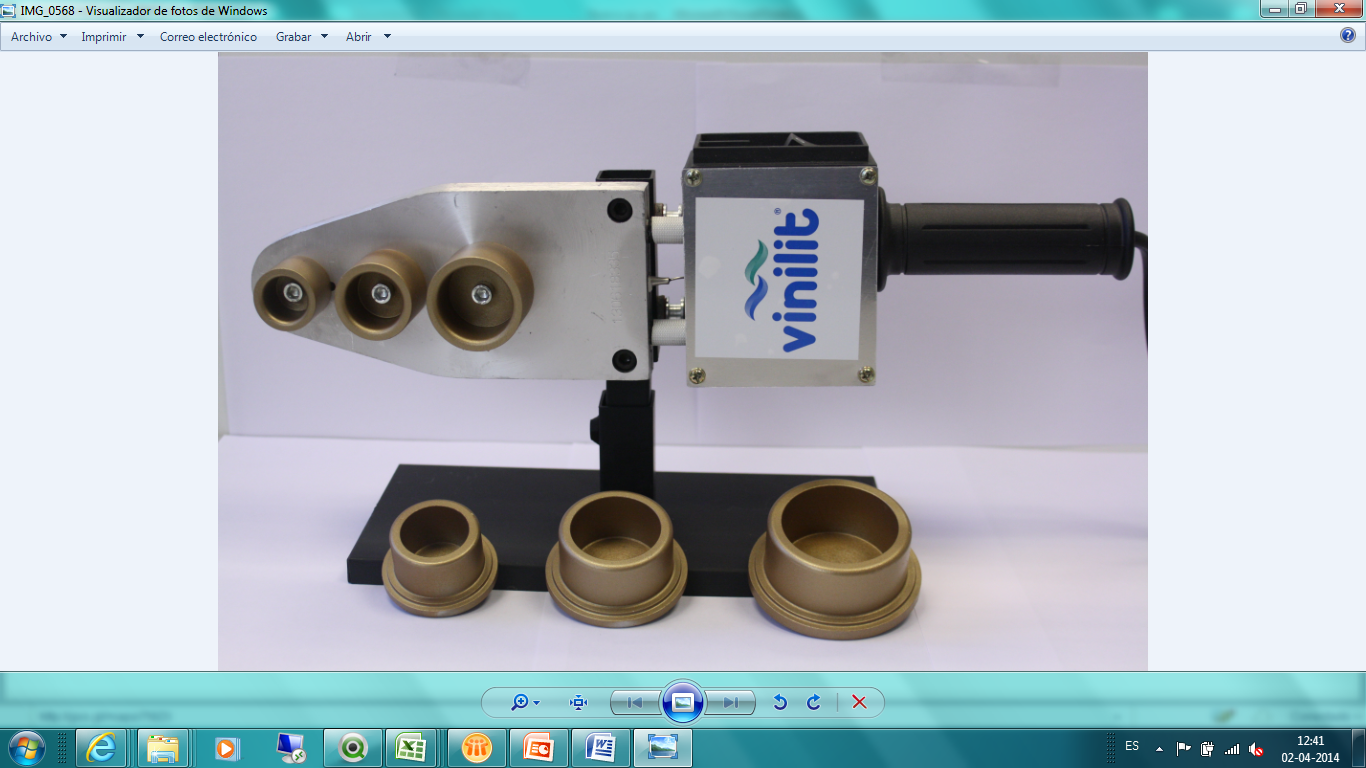 IMG_0568 - Visualizador de fotos de Windows
Archivo Imprimir Correo electrónico Grabar Abrir
vinilit®
ES
12:41
02-04-2014